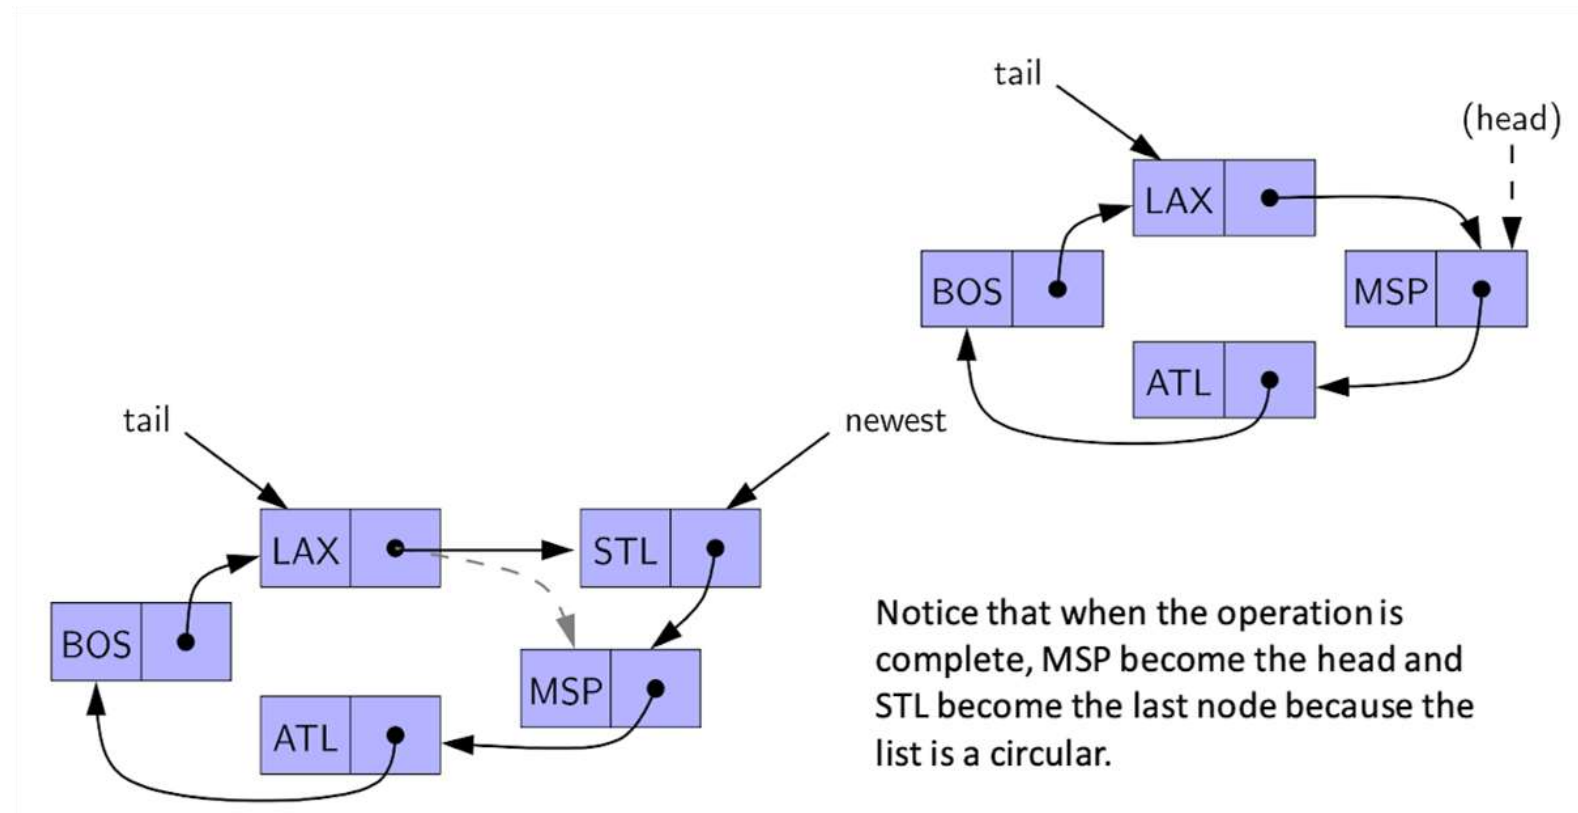 tail
(head)
LAX
BOS
MSP
ATL
tail
newest
LAX
STL
BOS
MSP
ATL
Notice that when the operation is
complete, MSP become the head and
STL become the last node because the
list is a circular.